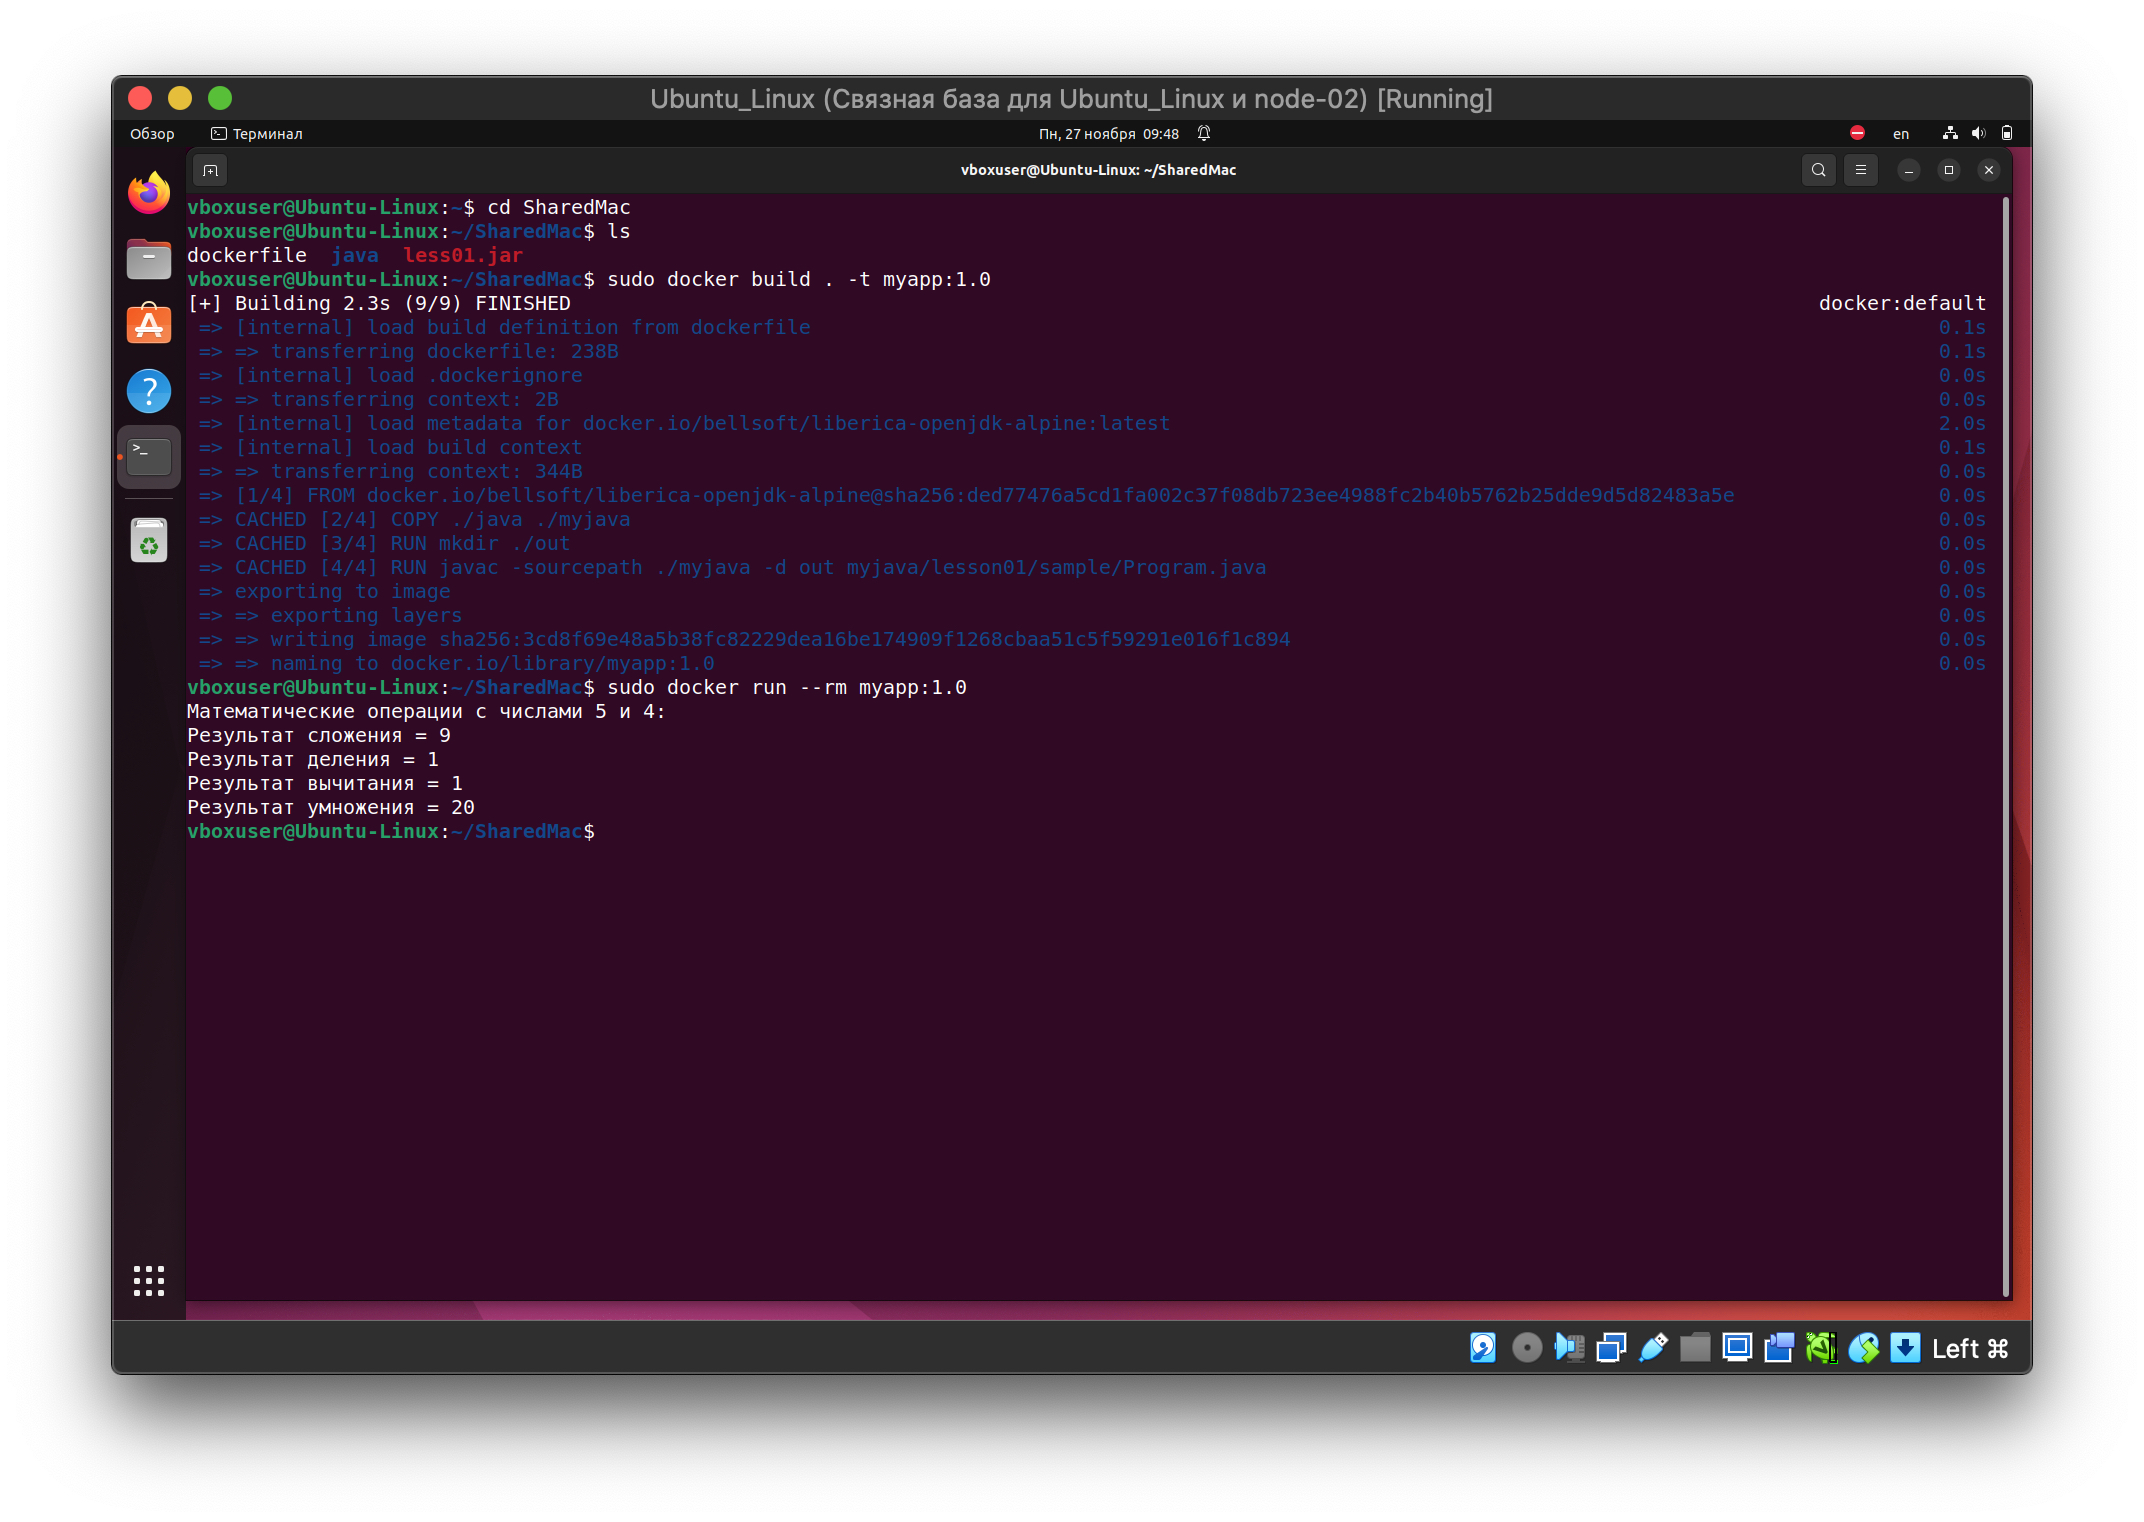 Ubuntu_Linux (Связная база для Ubuntu_Linux и node-02) [Running]
Обзор Терминал Пн, 27 ноября 09:48 en
vboxuser@Ubuntu-Linux: ~/SharedMac
vboxuser@Ubuntu-Linux:~$ cd SharedMac
vboxuser@Ubuntu-Linux:~/SharedMac$ ls
dockerfile java less01.jar
vboxuser@Ubuntu-Linux:~/SharedMac$ sudo docker build . -t myapp:1.0
[+] Building 2.3s (9/9) FINISHED docker:default
=> [internal] load build definition from dockerfile 0.1s
=> => transferring dockerfile: 238B 0.1s
=> [internal] load .dockerignore 0.0s
=> => transferring context: 2B 0.0s
=> [internal] load metadata for docker.io/bellsoft/liberica-openjdk-alpine:latest 2.0s
=> [internal] load build context 0.1s
=> => transferring context: 344B 0.0s
=> [1/4] FROM docker.io/bellsoft/liberica-openjdk-alpine@sha256:ded77476a5cd1fa002c37f08db723ee4988fc2b40b5762b25dde9d5d82483a5e 0.0s
=> CACHED [2/4] COPY ./java ./myjava 0.0s
=> CACHED [3/4] RUN mkdir ./out 0.0s
=> CACHED [4/4] RUN javac -sourcepath ./myjava -d out myjava/lesson01/sample/Program.java 0.0s
=> exporting to image 0.0s
=> => exporting layers 0.0s
=> => writing image sha256:3cd8f69e48a5b38fc82229dea16be174909f1268cbaa51c5f59291e016f1c894 0.0s
=> => naming to docker.io/library/myapp:1.0 0.0s
vboxuser@Ubuntu-Linux:~/SharedMac$ sudo docker run --rm myapp:1.0
Математические операции с числами 5 и 4:
Результат сложения = 9
Результат деления = 1
Результат вычитания = 1
Результат умножения = 20
vboxuser@Ubuntu-Linux:~/SharedMac$
Left ⌘